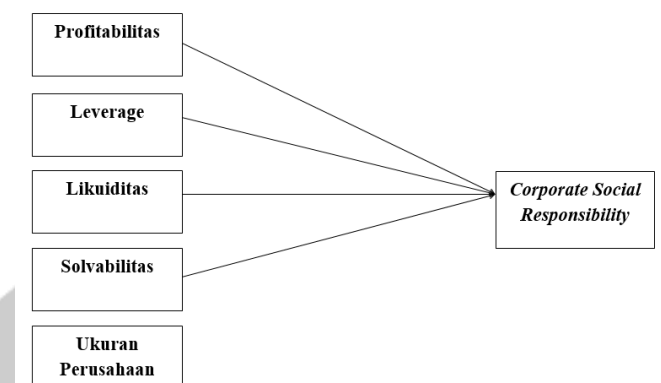 Profitabilitas
Leverage
Likuiditas
Corporate Social
Responsibility
Solvabilitas
Ukuran
Perusahaan